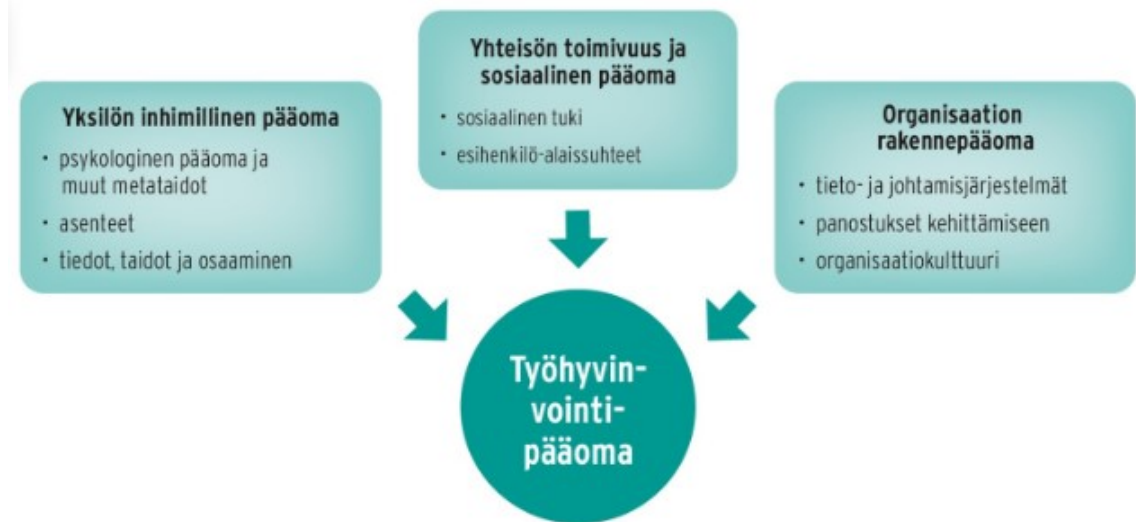 Yksilön inhimillinen pääoma
• psykologinen pääoma ja
muut metataidot
• asenteet
• tiedot, taidot ja osaaminen
Yhteisön toimivuus ja
sosiaalinen pääoma
• sosiaalinen tuki
• esihenkilö-alaissuhteet
Organisaation
rakennepääoma
• tieto- ja johtamisjärjestelmät
• panostukset kehittämiseen
• organisaatiokulttuuri
Työhyvin-
vointi-
pääoma